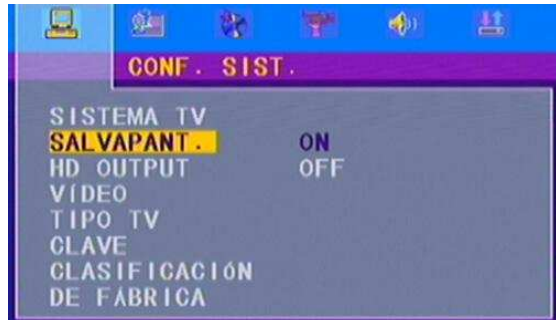 CONF. SIST.
SISTEMA TV
SALVAPANT. ON
HD OUTPUT OFF
VÍDEO
TIPO TV
CLAVE
CLASIFICACIÓN
DE FÁBRICA